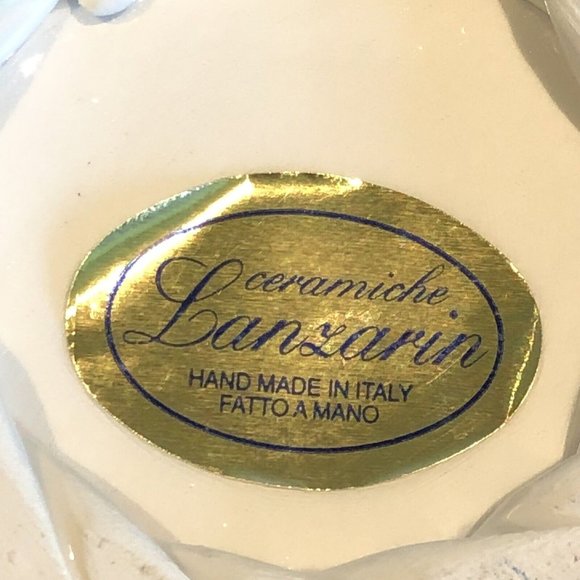 ceramiche
Lanzarin
HAND MADE IN ITALY
FATTO A MANO